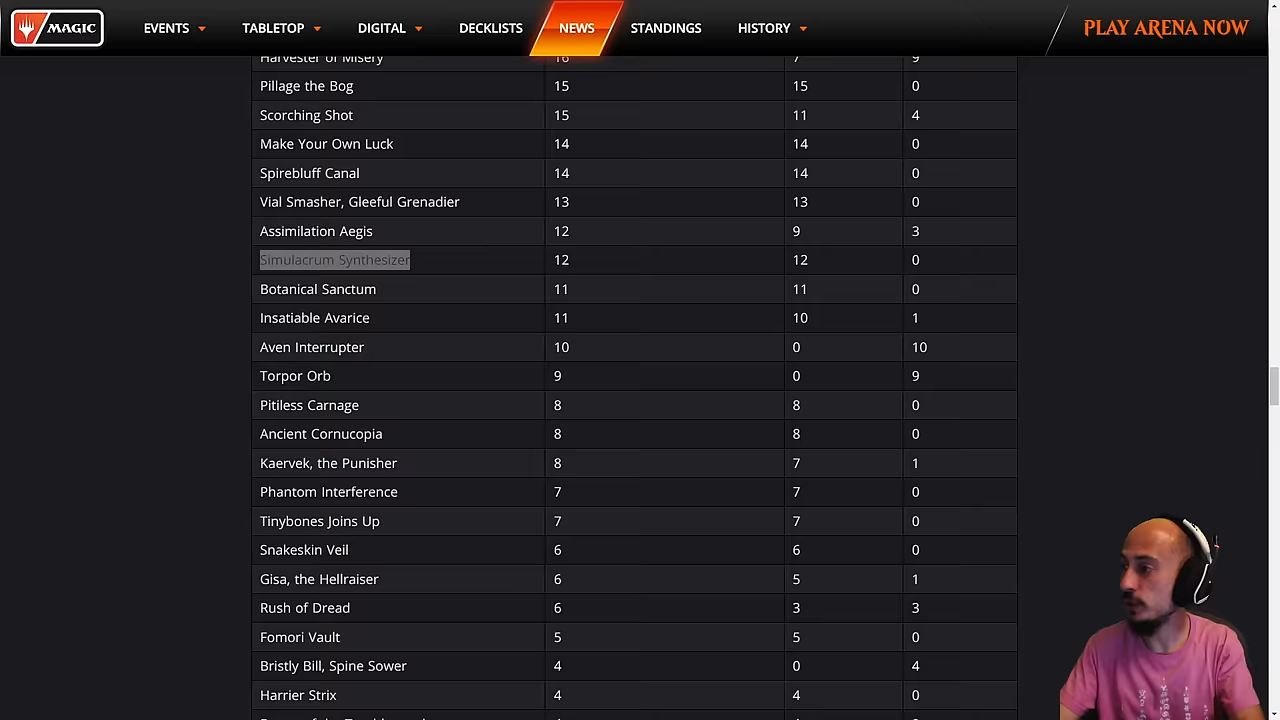 MAGIC EVENTS TABLETOP DIGITAL DECKLISTS NEWS STANDINGS HISTORY PLAY ARENA NOW
Harvester of Misery 16 7 9
Pillage the Bog 15 15 0
Scorching Shot 15 11 4
Make Your Own Luck 14 14 0
Spirebluff Canal 14 14 0
Vial Smasher, Gleeful Grenadier 13 13 0
Assimilation Aegis 12 9 3
Simulacrum Synthesizer 12 12 0
Botanical Sanctum 11 11 0
Insatiable Avarice 11 10 1
Aven Interrupter 10 0 10
Torpor Orb 9 0 9
Pitiless Carnage 8 8 0
Ancient Cornucopia 8 8 0
Kaervek, the Punisher 8 7 1
Phantom Interference 7 7 0
Tinybones Joins Up 7 7 0
Snakeskin Veil 6 6 0
Gisa, the Hellraiser 6 5 1
Rush of Dread 6 3 3
Fomori Vault 5 5 0
Bristly Bill, Spine Sower 4 0 4
Harrier Strix 4 4 0